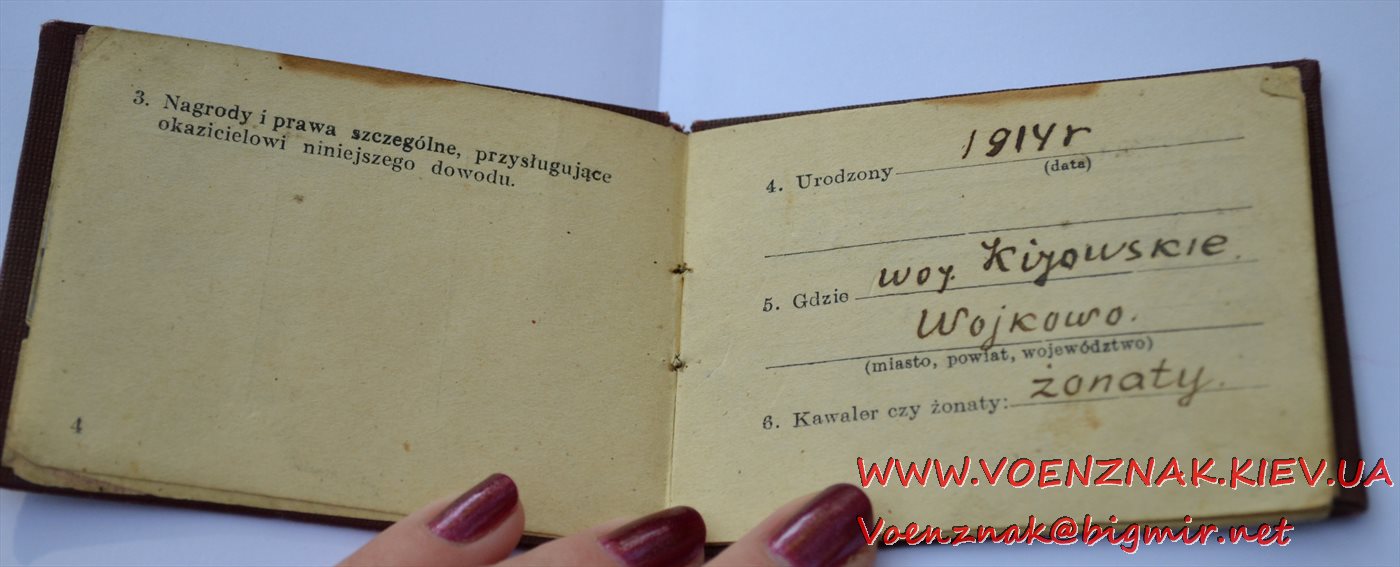 3. Nagrody i prawa szczególne, przysługujące
okazicielowi niniejszego dowodu.
4
4. Urodzony 1914 r
(data)
5. Gdzie woj. Kijowskie.
Wojkowo.
(miasto, powiat, województwo)
6. Kawaler czy żonaty: żonaty.
WWW.VOENZNAK.KIEV.UA
Voenznak@bigmir.net